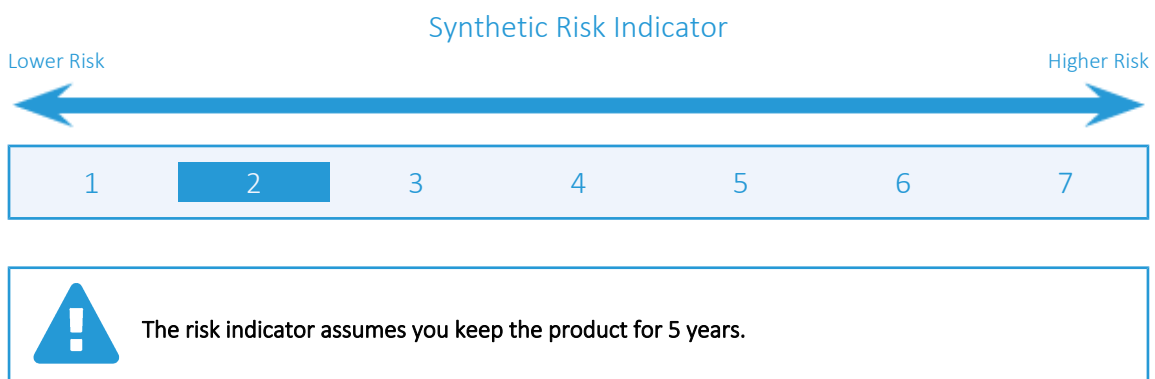 Synthetic Risk Indicator
Lower Risk Higher Risk
1 2 3 4 5 6 7
The risk indicator assumes you keep the product for 5 years.